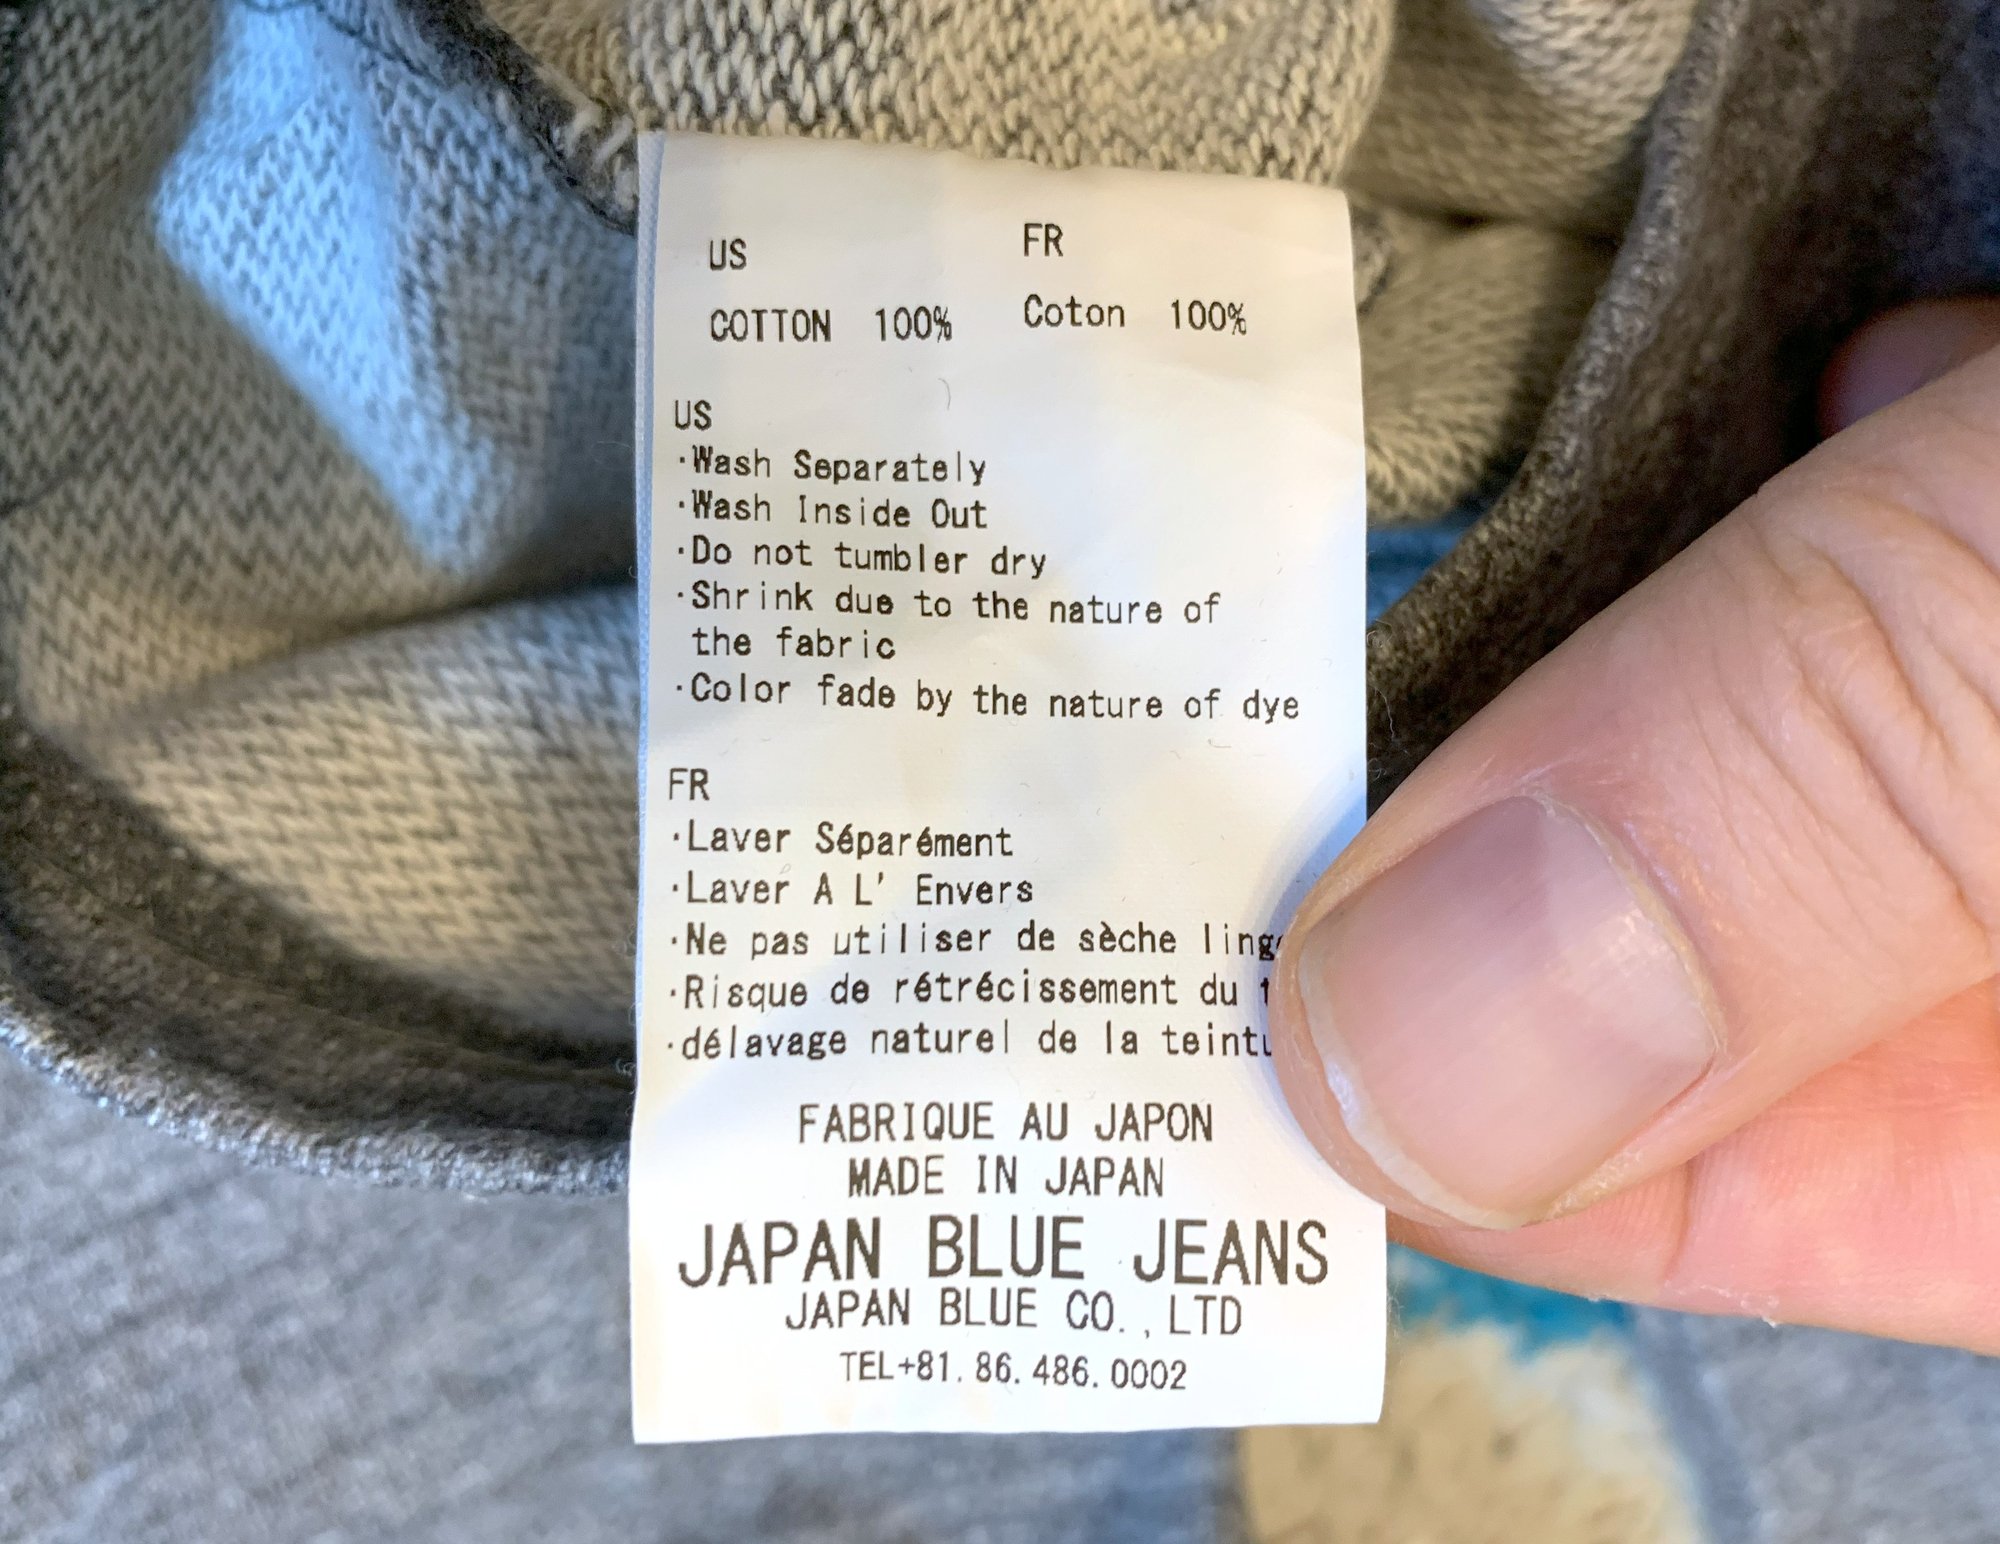 US
COTTON 100%
FR
Coton 100%
US
·Wash Separately
·Wash Inside Out
·Do not tumbler dry
·Shrink due to the nature of
the fabric
·Color fade by the nature of dye
FR
·Laver Séparément
·Laver A L' Envers
·Ne pas utiliser de sèche
·Risque de rétrécissement du
·délavage naturel de la
FABRIQUE AU JAPON
MADE IN JAPAN
JAPAN BLUE JEANS
JAPAN BLUE CO.,LTD
TEL+81.86.486.0002